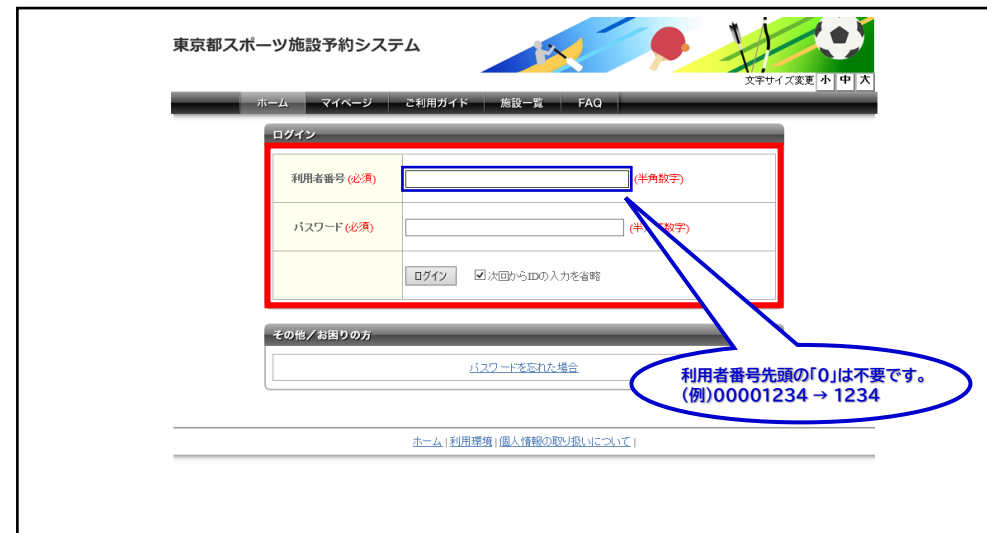 東京都スポーツ施設予約システム
文字サイズ変更 小 中 大
ホーム マイページ ご利用ガイド 施設一覧 FAQ
ログイン
利用者番号(必須) (半角数字)
パスワード(必須) (半 数字)
ログイン 次回からIDの入力を省略
その他/お困りの方
パスワードを忘れた場合
利用者番号先頭の「0」は不要です。
(例)00001234 → 1234
ホーム | 利用環境 | 個人情報の取り扱いについて |